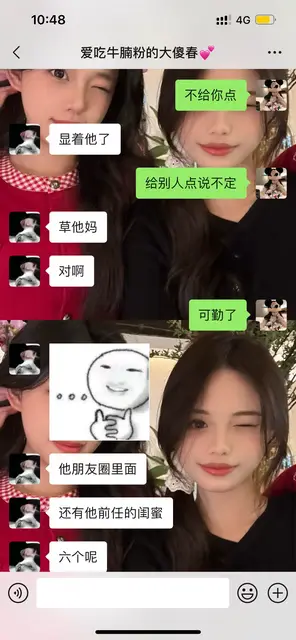 10:48
4G
爱吃牛腩粉的大傻春💕
不给你点
显着他了
给别人点说不定
草他妈
对啊
可勤了
他朋友圈里面
还有他前任的闺蜜
六个呢